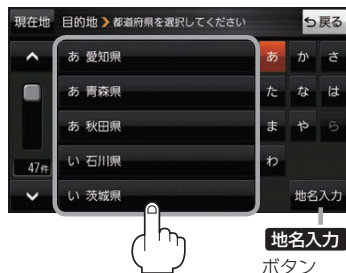 現在地 目的地 > 都道府県を選択してください 戻る
あ 愛知県 あ か さ
あ 青森県 た な は
あ 秋田県 ま や ら
い 石川県 わ
47件
い 茨城県 地名入力
地名入力
ボタン